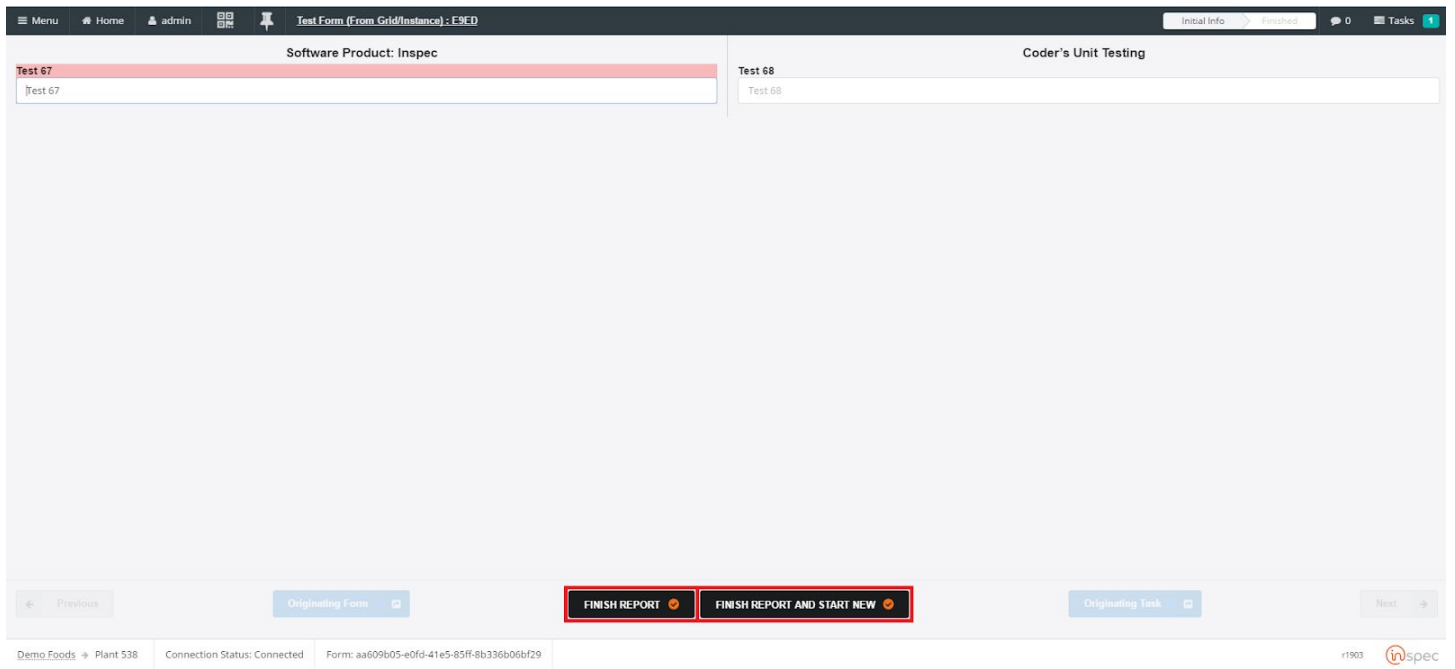 Menu Home admin Test Form (From Grid/Instance) : E9ED Initial Info Finished 0 Tasks 1
Software Product: Inspec
Coder's Unit Testing
Test 67
Test 67
Test 68
Test 68
Previous Originating Form FINISH REPORT FINISH REPORT AND START NEW Originating Task Next
Demo Foods → Plant 538 Connection Status: Connected Form: aa609b05-e0fd-41e5-85ff-8b336b06bf29 r1903 inspec